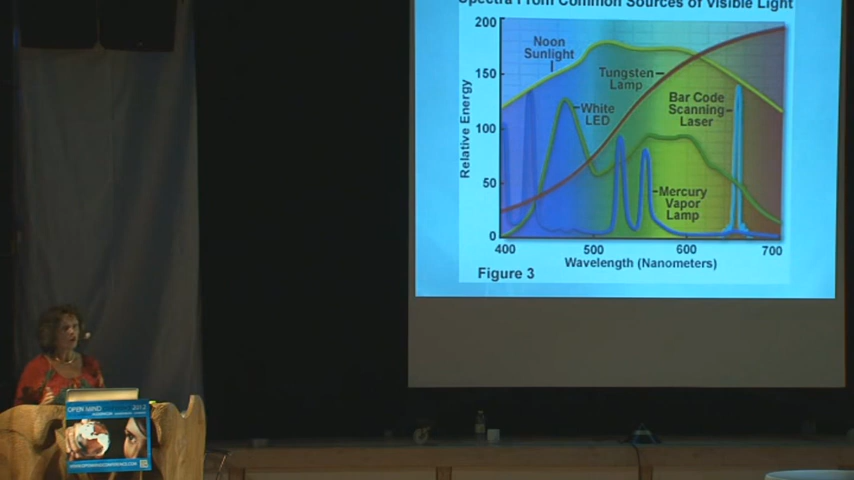 Spectra From Common Sources of Visible Light
200
150
100
50
0
Relative Energy
Noon
Sunlight
Tungsten
Lamp
White
LED
Bar Code
Scanning
Laser
Mercury
Vapor
Lamp
400
500
600
700
Wavelength (Nanometers)
Figure 3
OPEN MIND
2012